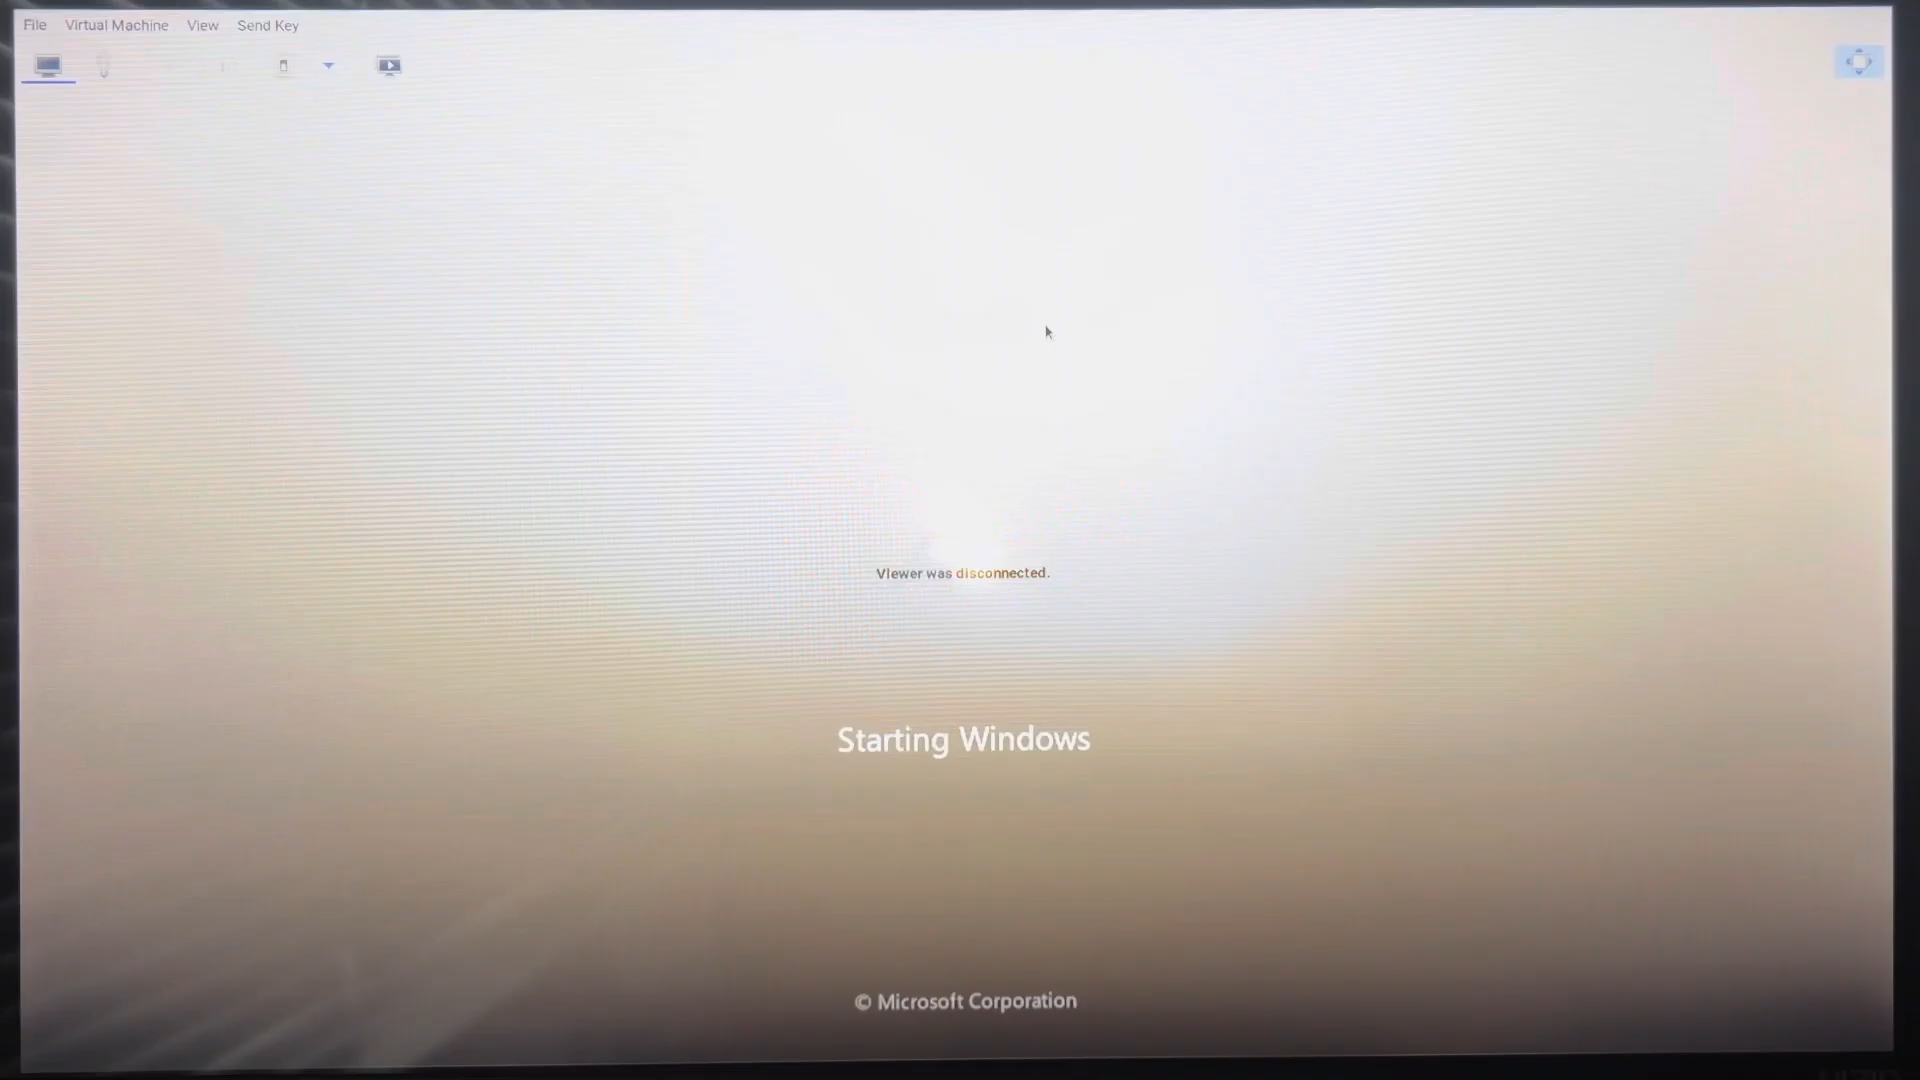 File Virtual Machine View Send Key
Viewer was disconnected.
Starting Windows
© Microsoft Corporation